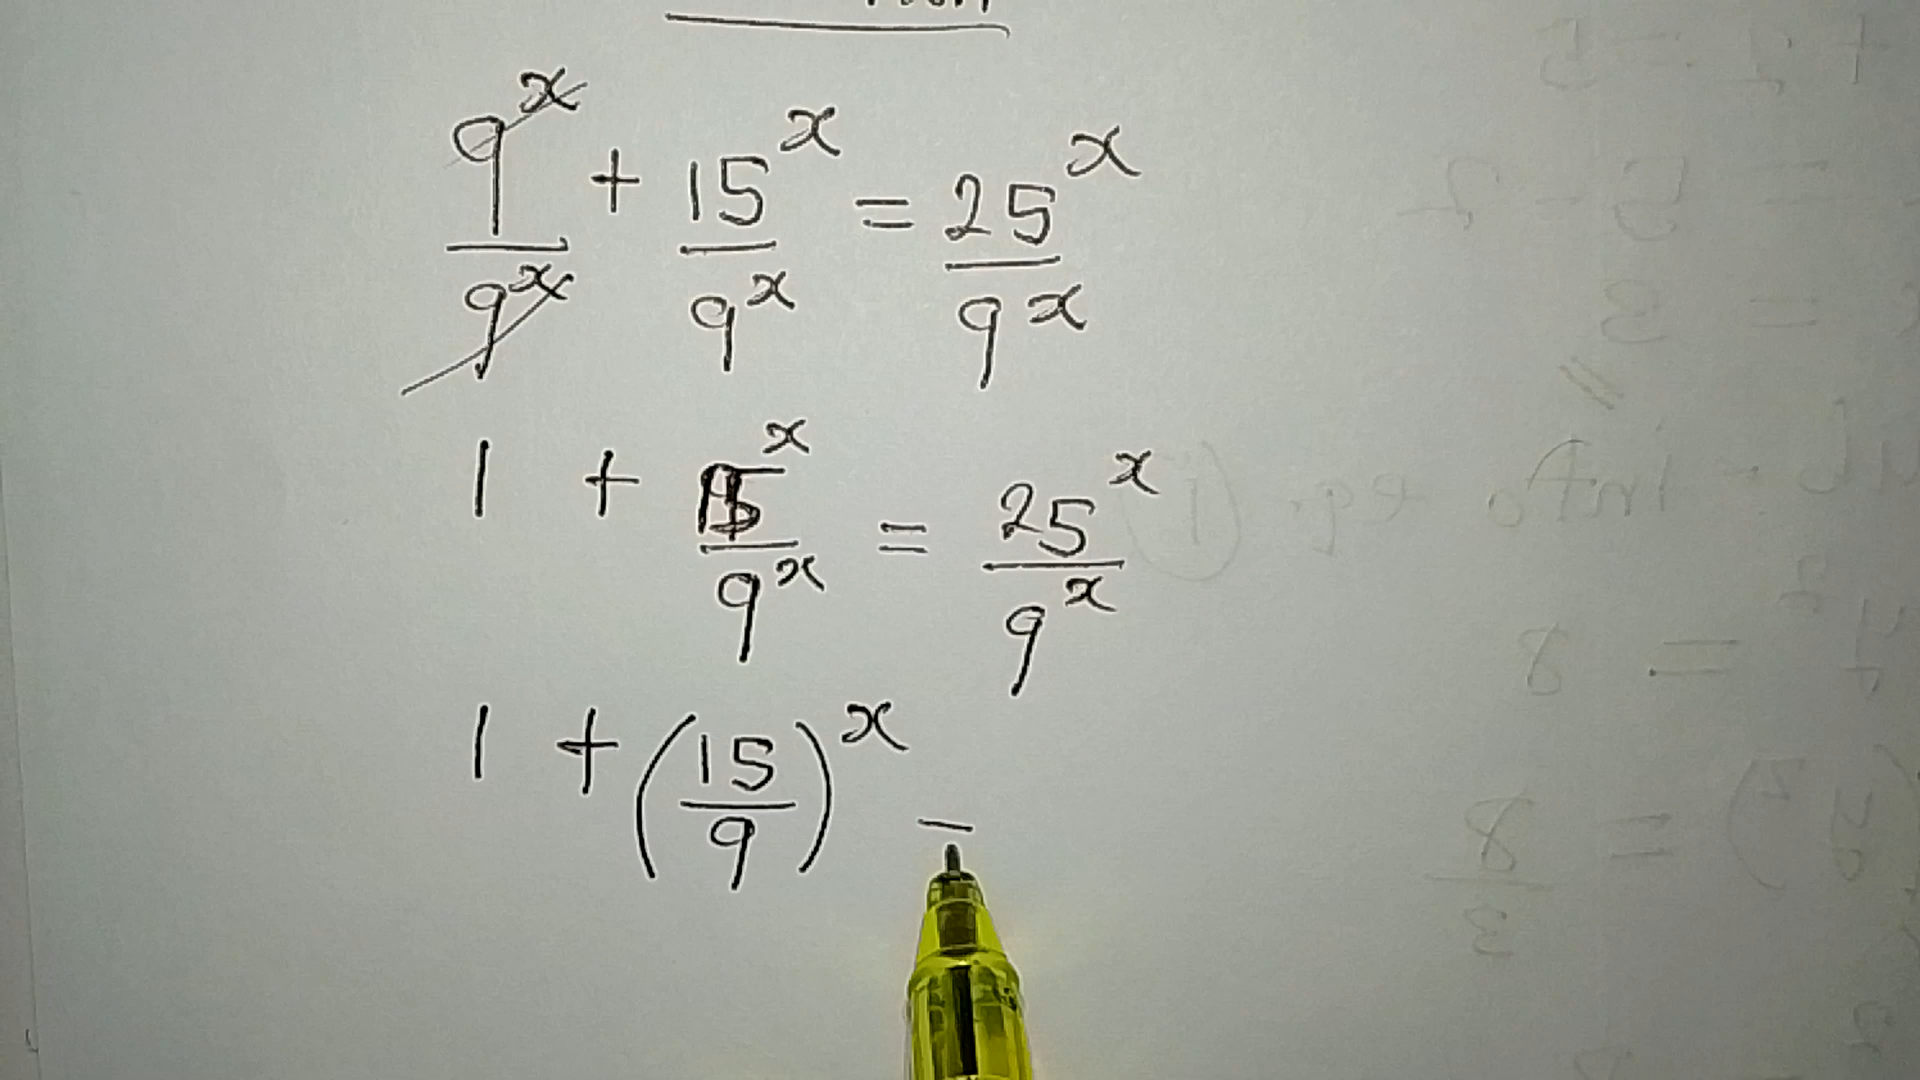 9^x/9^x + 15^x/9^x = 25^x/9^x
1 + 15^x/9^x = 25^x/9^x
1 + (15/9)^x